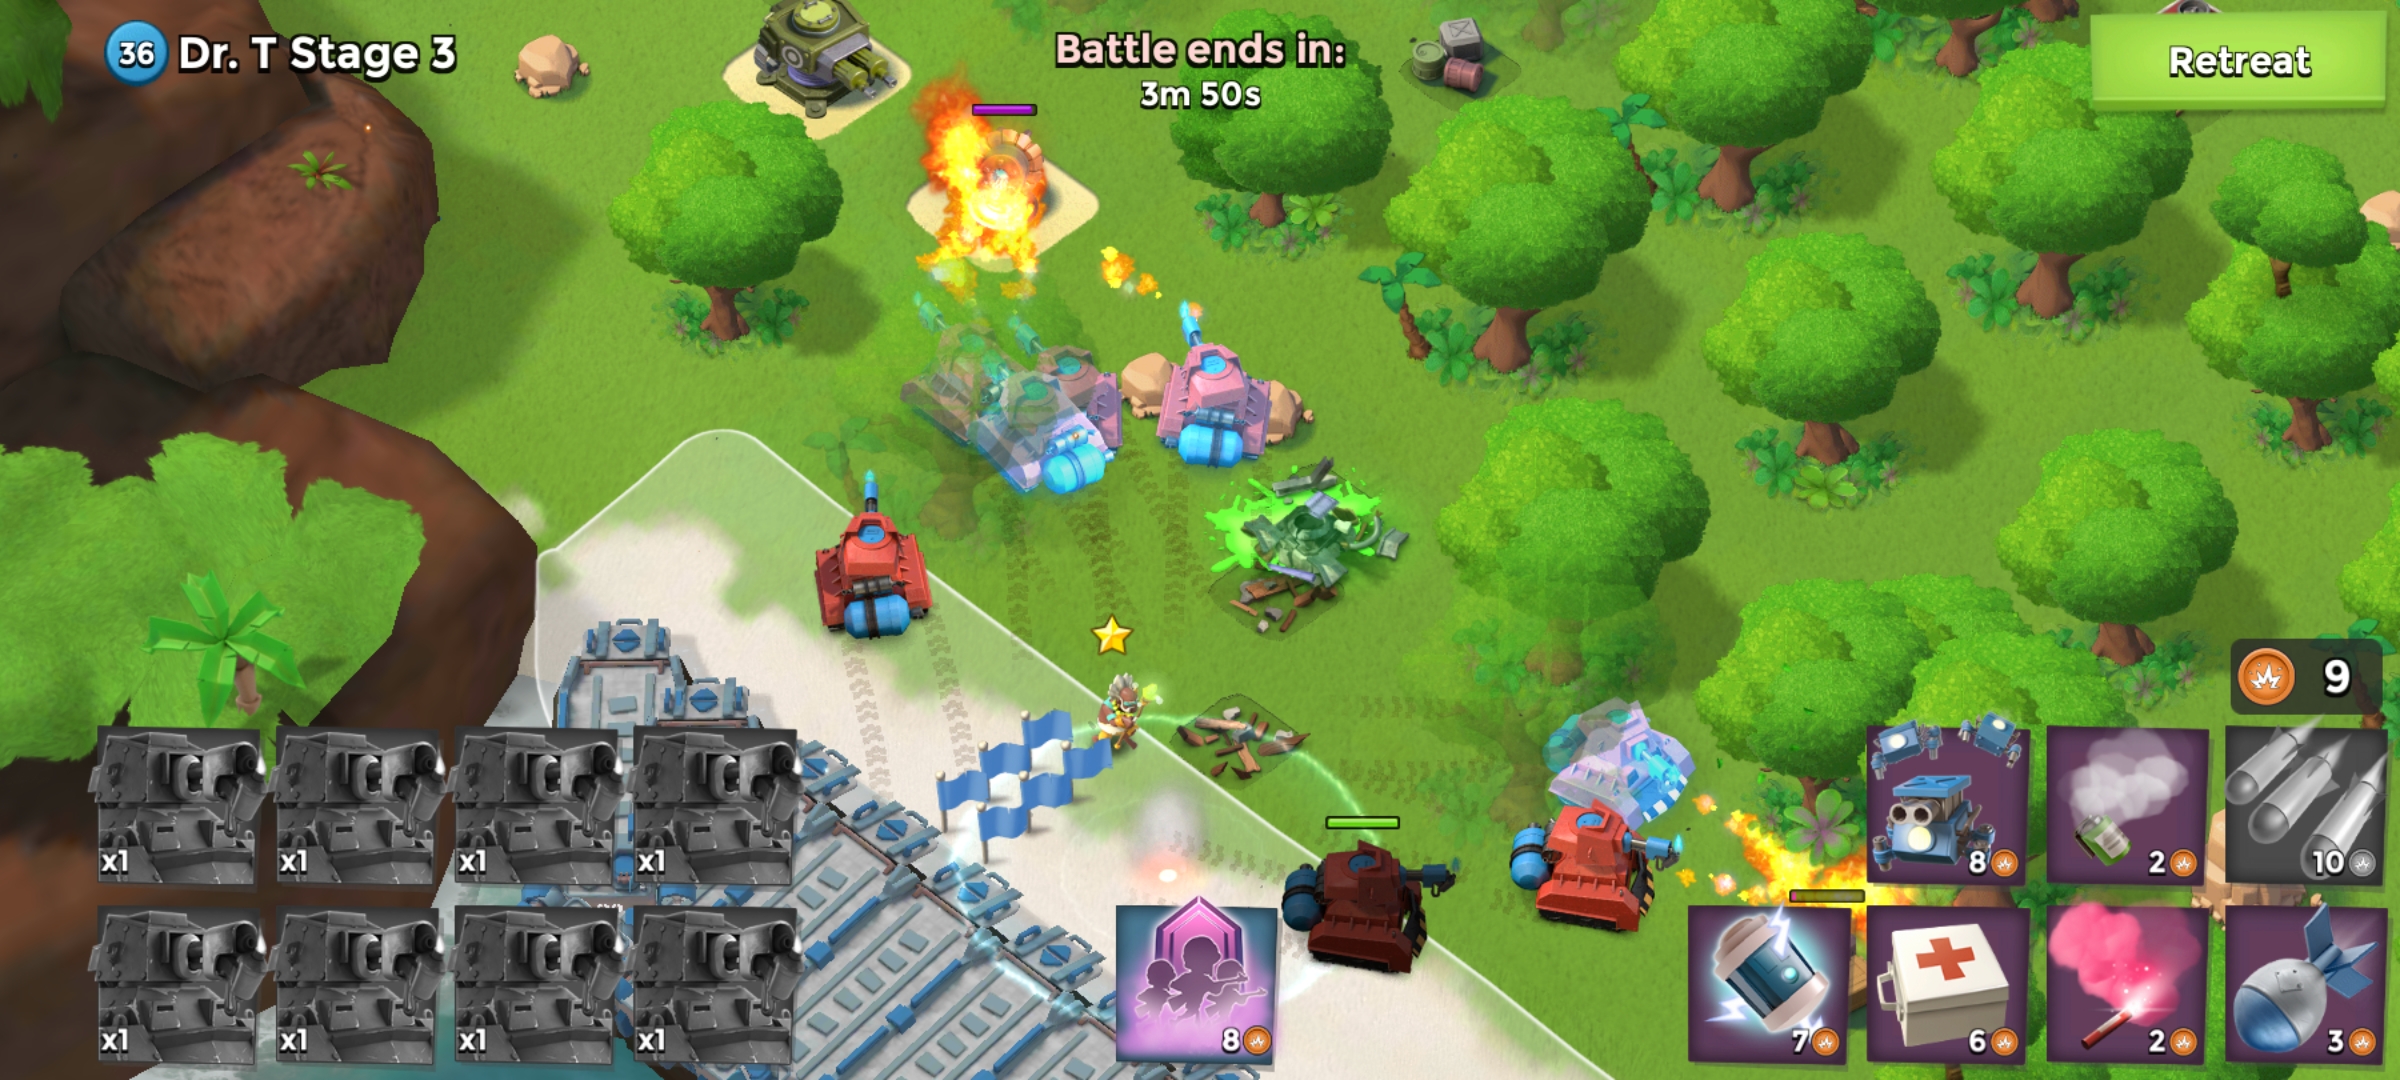 36 Dr. T Stage 3
Battle ends in:
3m 50s
Retreat
9
x1
x1
x1
x1
8
2
10
x1
x1
x1
x1
8
7
6
2
3